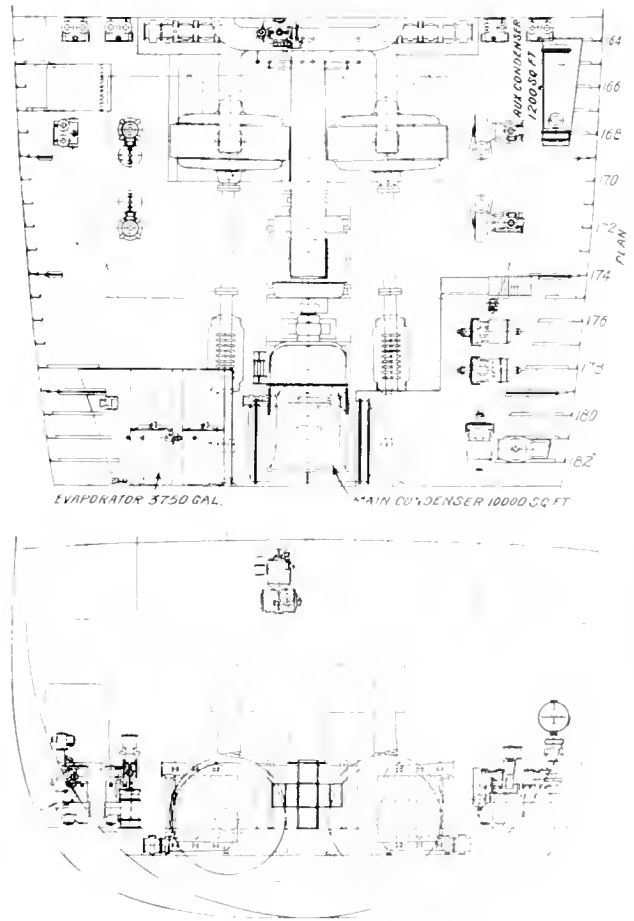 164
AUX CONDENSER
1200 SQ FT
166
168
170
172
PLAN
174
176
178
180
182
EVAPORATOR 3750 GAL.
MAIN CONDENSER 10000 SQ FT